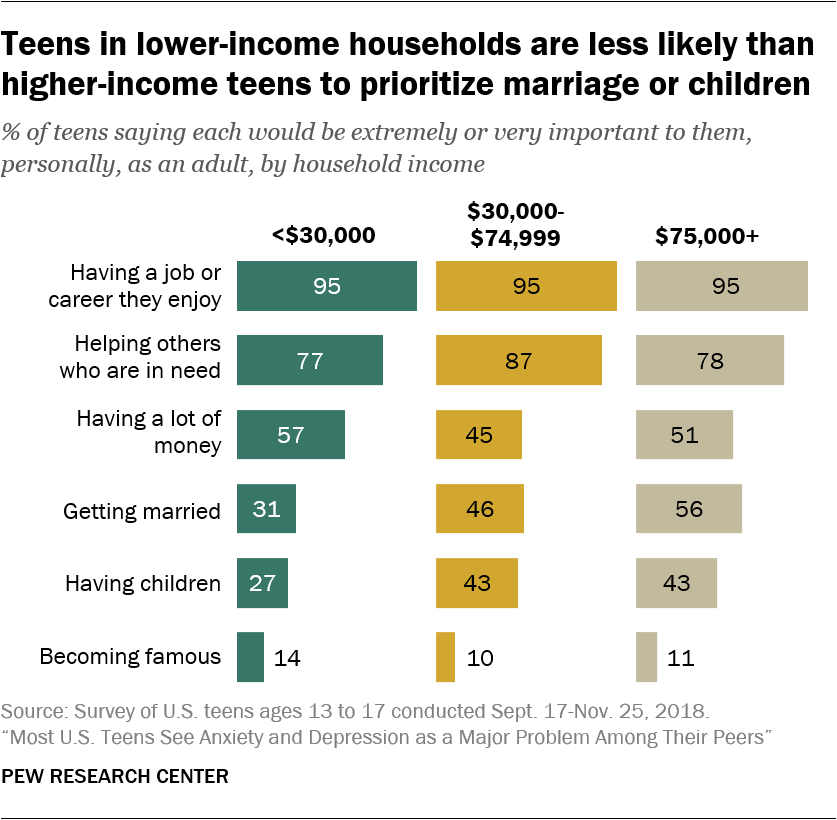 Teens in lower-income households are less likely than
higher-income teens to prioritize marriage or children
% of teens saying each would be extremely or very important to them,
personally, as an adult, by household income
<$30,000
$30,000-
$74,999
$75,000+
Having a job or
career they enjoy
95
95
95
Helping others
who are in need
77
87
78
Having a lot of
money
57
45
51
Getting married
31
46
56
Having children
27
43
43
Becoming famous
14
10
11
Source: Survey of U.S. teens ages 13 to 17 conducted Sept. 17-Nov. 25, 2018.
“Most U.S. Teens See Anxiety and Depression as a Major Problem Among Their Peers”
PEW RESEARCH CENTER